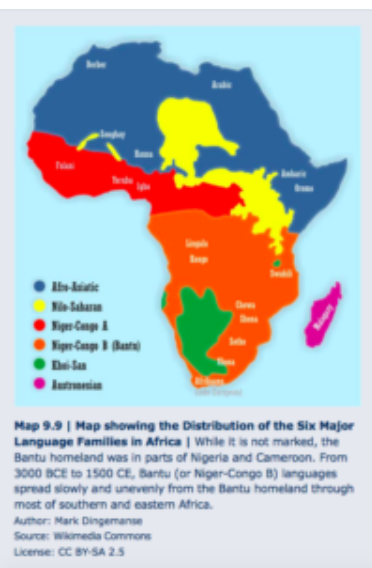 Berber
Arabic
Songhay
Hausa
Fulani
Yoruba
Igbo
Amharic
Oromo
Lingala
Kongo
Swahili
Chewa
Shona
Sotho
Xhosa
Afrikaans
Malagasy
Afro-Asiatic
Nilo-Saharan
Niger-Congo A
Niger-Congo B (Bantu)
Khoi-San
Austronesian
Map 9.9 | Map showing the Distribution of the Six Major
Language Families in Africa | While it is not marked, the
Bantu homeland was in parts of Nigeria and Cameroon. From
3000 BCE to 1500 CE, Bantu (or Niger-Congo B) languages
spread slowly and unevenly from the Bantu homeland through
most of southern and eastern Africa.
Author: Mark Dingemanse
Source: Wikimedia Commons
License: CC BY-SA 2.5